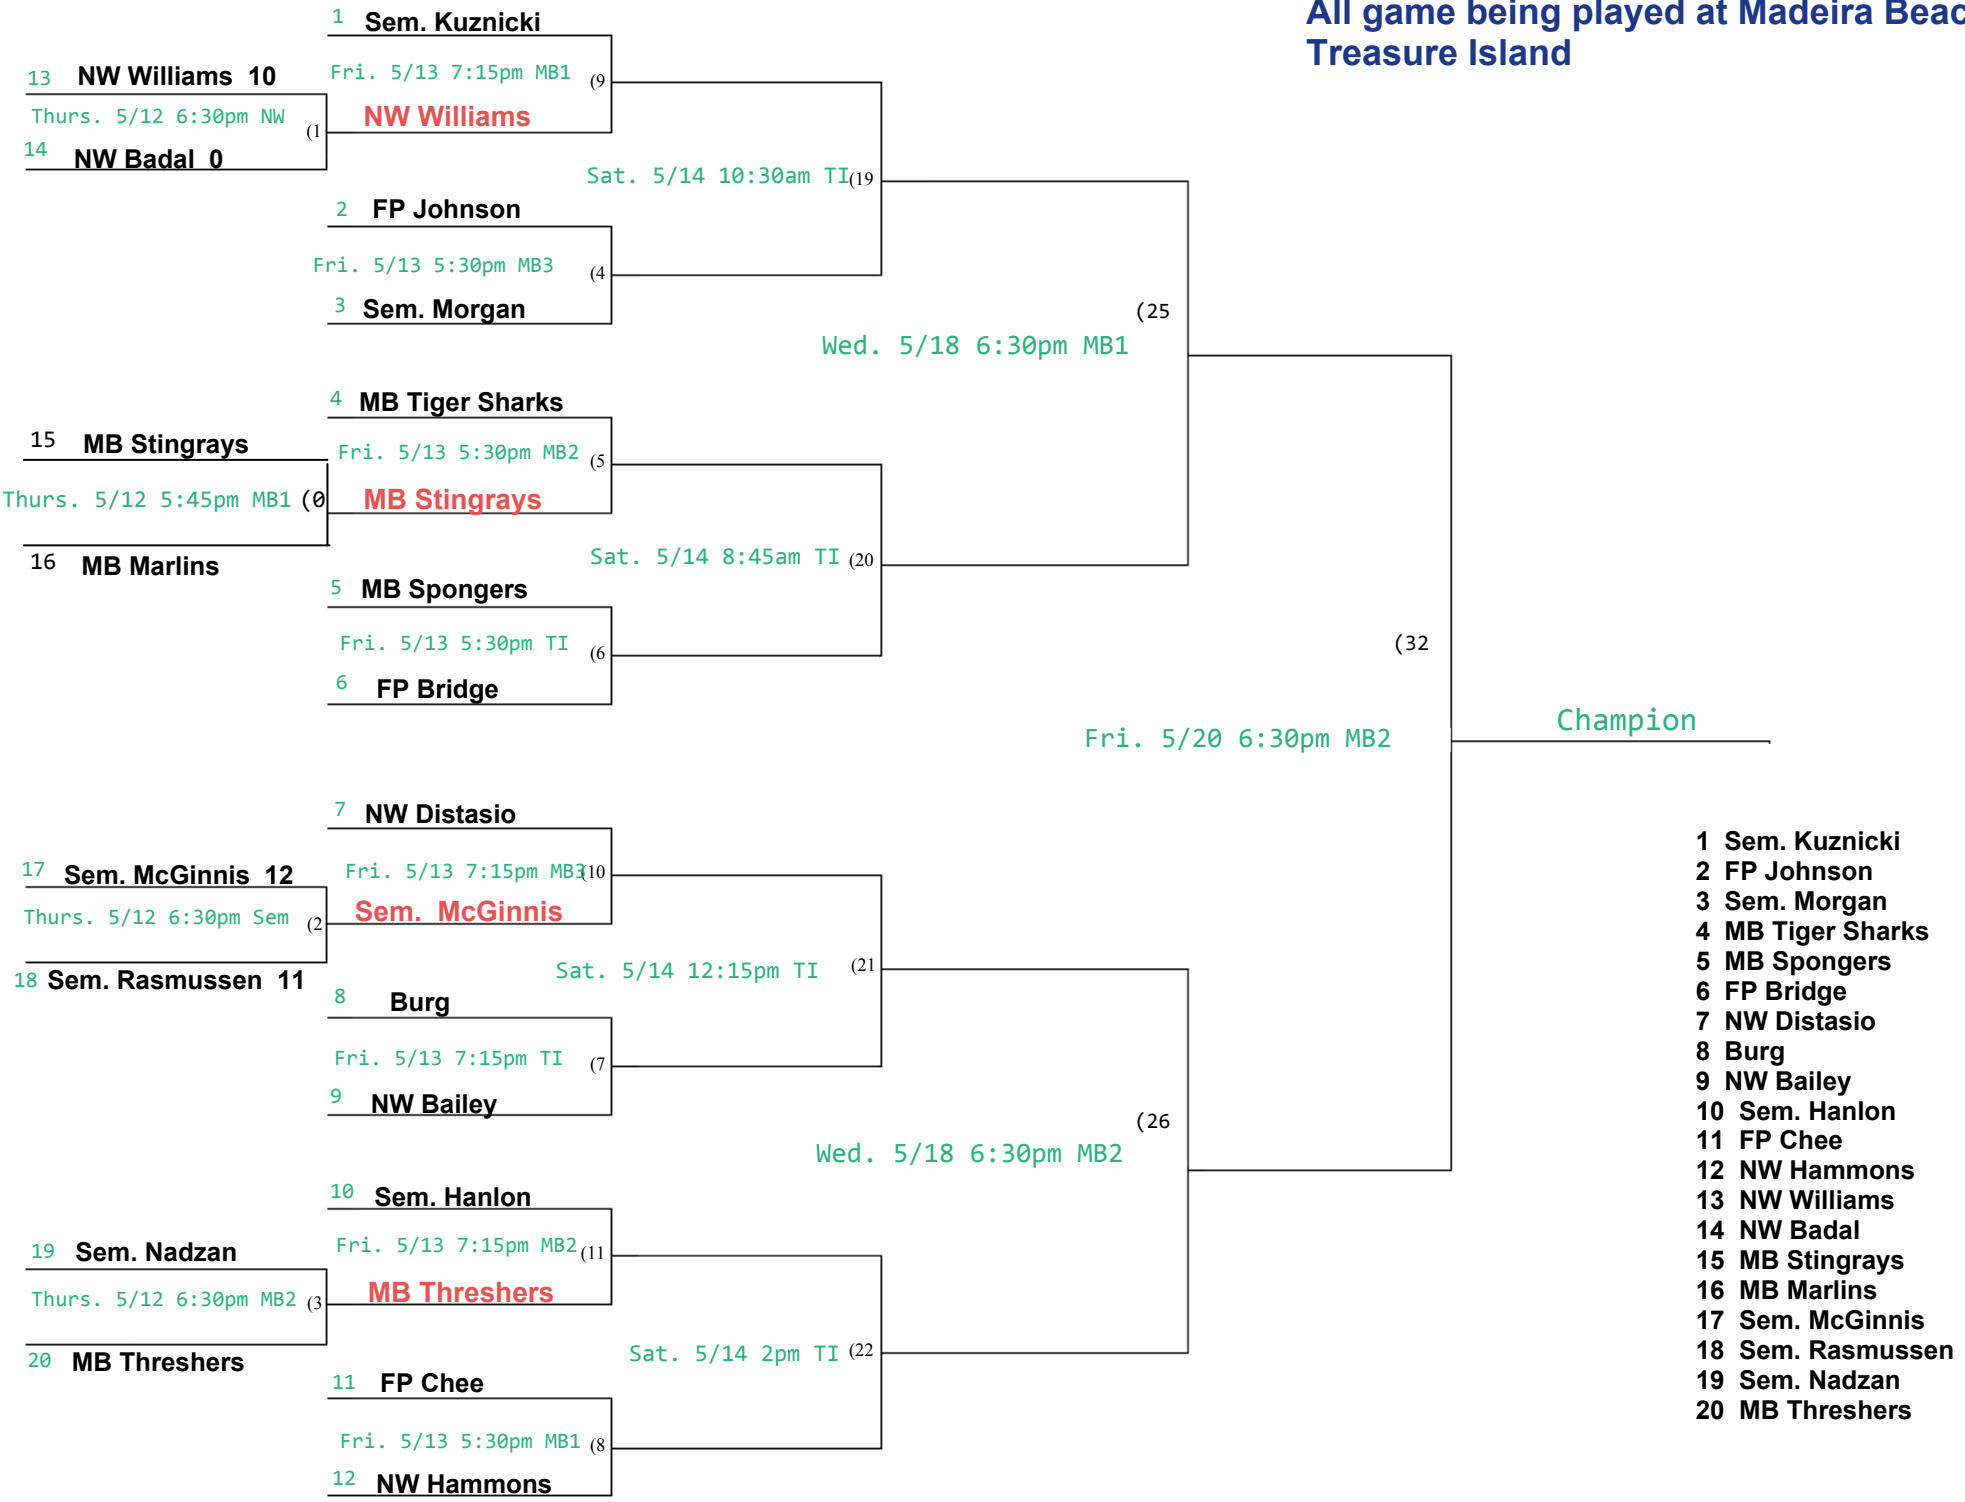 All game being played at Madeira Beac
Treasure Island
1 Sem. Kuznicki
13 NW Williams 10
Fri. 5/13 7:15pm MB1 (9
Thurs. 5/12 6:30pm NW (1
NW Williams
14 NW Badal 0
Sat. 5/14 10:30am TI (19
2 FP Johnson
Fri. 5/13 5:30pm MB3 (4
3 Sem. Morgan
(25
Wed. 5/18 6:30pm MB1
4 MB Tiger Sharks
15 MB Stingrays
Fri. 5/13 5:30pm MB2 (5
Thurs. 5/12 5:45pm MB1 (0
MB Stingrays
16 MB Marlins
Sat. 5/14 8:45am TI (20
5 MB Spongers
Fri. 5/13 5:30pm TI (6
6 FP Bridge
(32
Champion
Fri. 5/20 6:30pm MB2
7 NW Distasio
17 Sem. McGinnis 12
Fri. 5/13 7:15pm MB3 (10
Thurs. 5/12 6:30pm Sem (2
Sem. McGinnis
18 Sem. Rasmussen 11
Sat. 5/14 12:15pm TI (21
8 Burg
Fri. 5/13 7:15pm TI (7
9 NW Bailey
(26
Wed. 5/18 6:30pm MB2
10 Sem. Hanlon
19 Sem. Nadzan
Fri. 5/13 7:15pm MB2 (11
Thurs. 5/12 6:30pm MB2 (3
MB Threshers
20 MB Threshers
Sat. 5/14 2pm TI (22
11 FP Chee
Fri. 5/13 5:30pm MB1 (8
12 NW Hammons
1 Sem. Kuznicki
2 FP Johnson
3 Sem. Morgan
4 MB Tiger Sharks
5 MB Spongers
6 FP Bridge
7 NW Distasio
8 Burg
9 NW Bailey
10 Sem. Hanlon
11 FP Chee
12 NW Hammons
13 NW Williams
14 NW Badal
15 MB Stingrays
16 MB Marlins
17 Sem. McGinnis
18 Sem. Rasmussen
19 Sem. Nadzan
20 MB Threshers